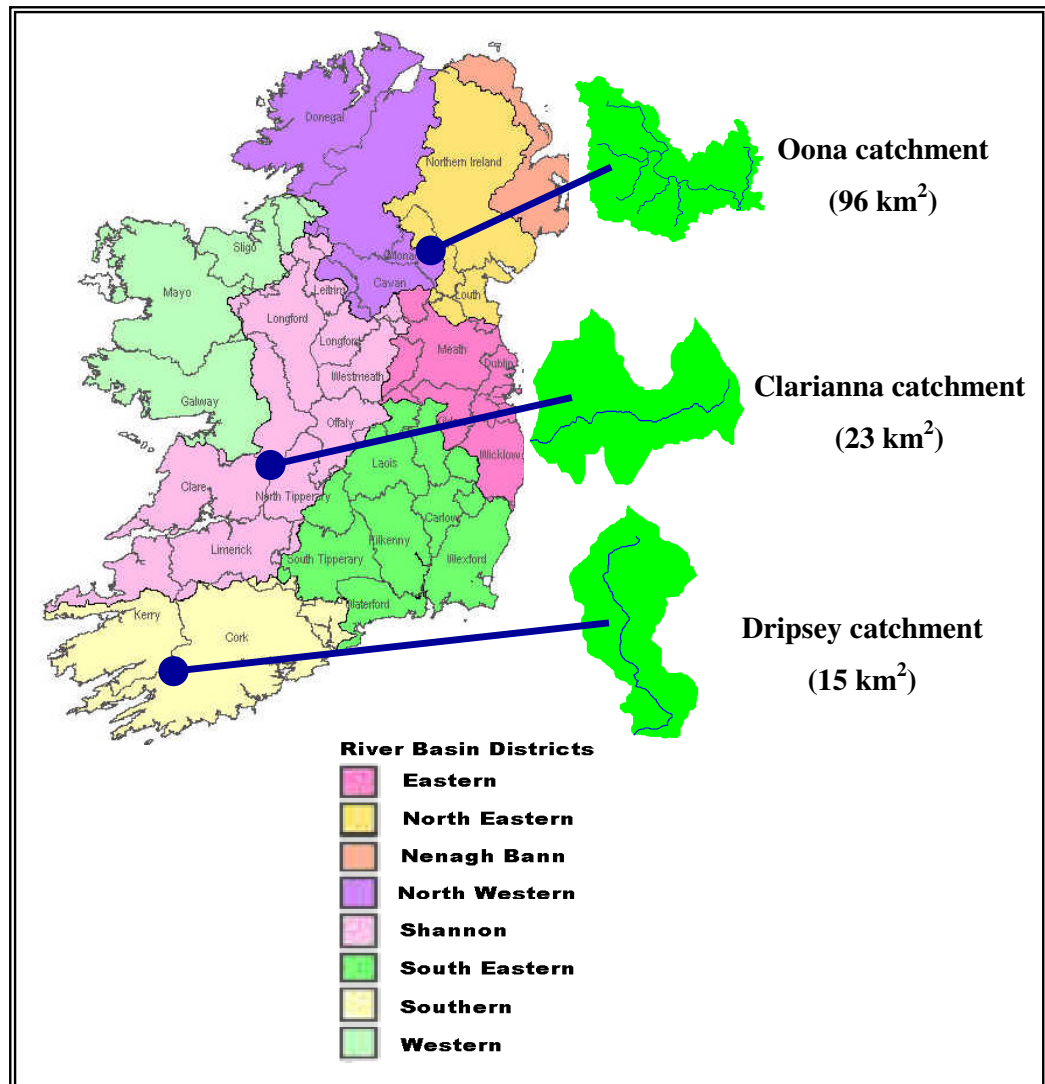 Donegal
Northern Ireland
Oona catchment
(96 km²)
Sligo
Cavan
Mayo
Leitrim
Louth
Longford
Longford
Meath
Dublin
Westmeath
Galway
Clarianna catchment
(23 km²)
Offaly
Wicklow
Laois
Clare
North Tipperary
Carlow
Limerick
Kilkenny
South Tipperary
Wexford
Waterford
Kerry
Cork
Dripsey catchment
(15 km²)
River Basin Districts
Eastern
North Eastern
Nenagh Bann
North Western
Shannon
South Eastern
Southern
Western